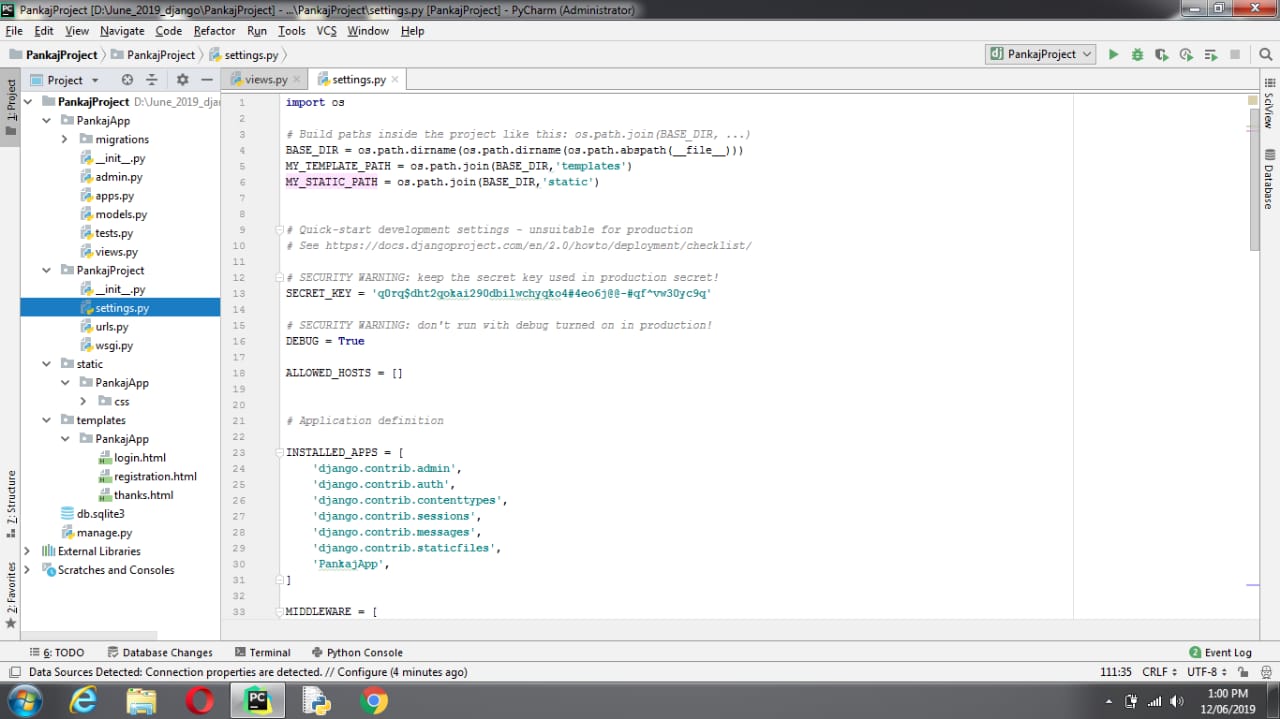 PankajProject [D:\June_2019_django\PankajProject] - ...\PankajProject\settings.py [PankajProject] - PyCharm (Administrator)
File Edit View Navigate Code Refactor Run Tools VCS Window Help
PankajProject PankajProject settings.py PankajProject
Project views.py settings.py
1: Project
PankajProject D:\June_2019_dja
PankajApp
migrations
__init__.py
admin.py
apps.py
models.py
tests.py
views.py
PankajProject
__init__.py
settings.py
urls.py
wsgi.py
static
PankajApp
css
templates
PankajApp
login.html
registration.html
thanks.html
db.sqlite3
manage.py
External Libraries
Scratches and Consoles
Z: Structure
2: Favorites
1 import os
2
3 # Build paths inside the project like this: os.path.join(BASE_DIR, ...)
4 BASE_DIR = os.path.dirname(os.path.dirname(os.path.abspath(__file__)))
5 MY_TEMPLATE_PATH = os.path.join(BASE_DIR,'templates')
6 MY_STATIC_PATH = os.path.join(BASE_DIR,'static')
7
8
9 # Quick-start development settings - unsuitable for production
10 # See https://docs.djangoproject.com/en/2.0/howto/deployment/checklist/
11
12 # SECURITY WARNING: keep the secret key used in production secret!
13 SECRET_KEY = 'q0rq$dht2qokai290dbilwchyqko4#4eo6j@@-#qf^vw30yc9q'
14
15 # SECURITY WARNING: don't run with debug turned on in production!
16 DEBUG = True
17
18 ALLOWED_HOSTS = []
19
20
21 # Application definition
22
23 INSTALLED_APPS = [
24 'django.contrib.admin',
25 'django.contrib.auth',
26 'django.contrib.contenttypes',
27 'django.contrib.sessions',
28 'django.contrib.messages',
29 'django.contrib.staticfiles',
30 'PankajApp',
31 ]
32
33 MIDDLEWARE = [
SciView
Database
6: TODO Database Changes Terminal Python Console 2 Event Log
Data Sources Detected: Connection properties are detected. // Configure (4 minutes ago) 111:35 CRLF UTF-8
PC
1:00 PM
12/06/2019